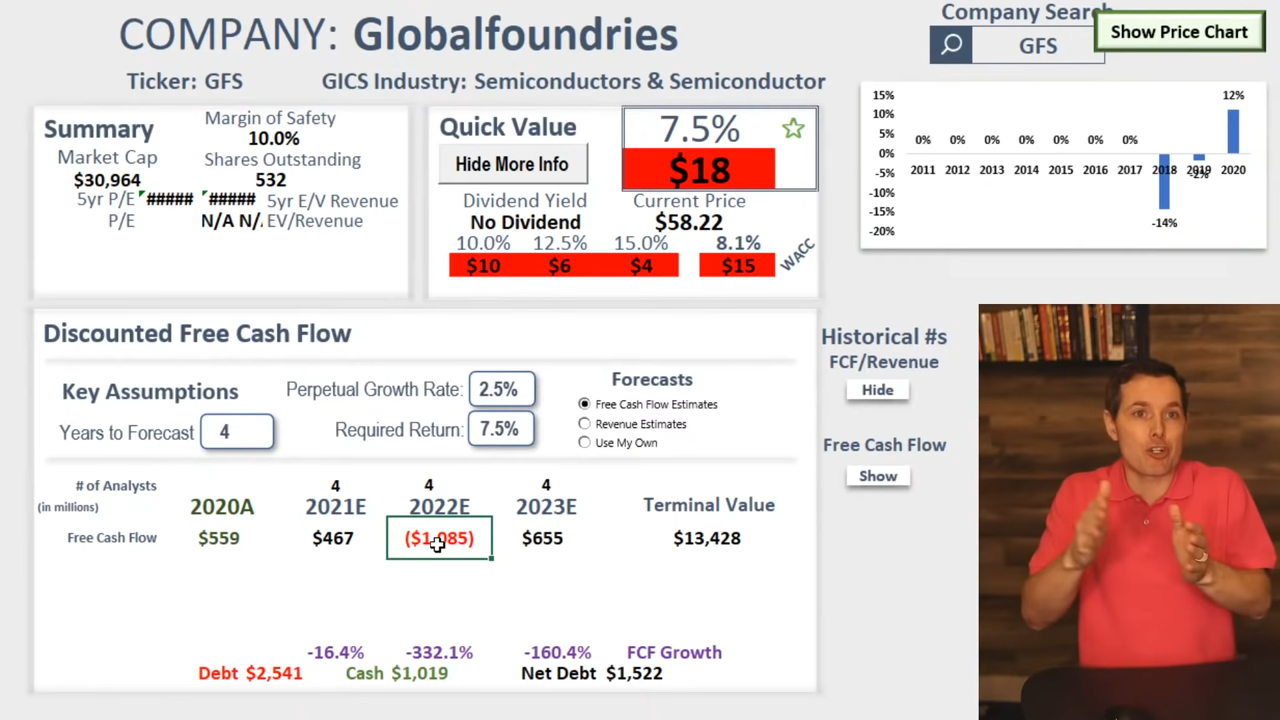 COMPANY: Globalfoundries
Ticker: GFS
GICS Industry: Semiconductors & Semiconductor
Company Search
GFS
Show Price Chart
Summary
Margin of Safety
10.0%
Market Cap
$30,964
Shares Outstanding
532
5yr P/E ##### ##### 5yr E/V Revenue
P/E N/A N/ EV/Revenue
Quick Value
Hide More Info
7.5%
$18
Dividend Yield
No Dividend
Current Price
$58.22
10.0% 12.5% 15.0% 8.1% WACC
$10 $6 $4 $15
15%
10%
5%
0%
-5%
-10%
-15%
-20%
0% 0% 0% 0% 0% 0% 0% -14% -2% 12%
2011 2012 2013 2014 2015 2016 2017 2018 2019 2020
Discounted Free Cash Flow
Key Assumptions
Years to Forecast 4
Perpetual Growth Rate: 2.5%
Required Return: 7.5%
Forecasts
Free Cash Flow Estimates
Revenue Estimates
Use My Own
Historical #s
FCF/Revenue
Hide
Free Cash Flow
Show
# of Analysts 4 4 4
(in millions) 2020A 2021E 2022E 2023E Terminal Value
Free Cash Flow $559 $467 ($1,085) $655 $13,428
-16.4% -332.1% -160.4% FCF Growth
Debt $2,541 Cash $1,019 Net Debt $1,522